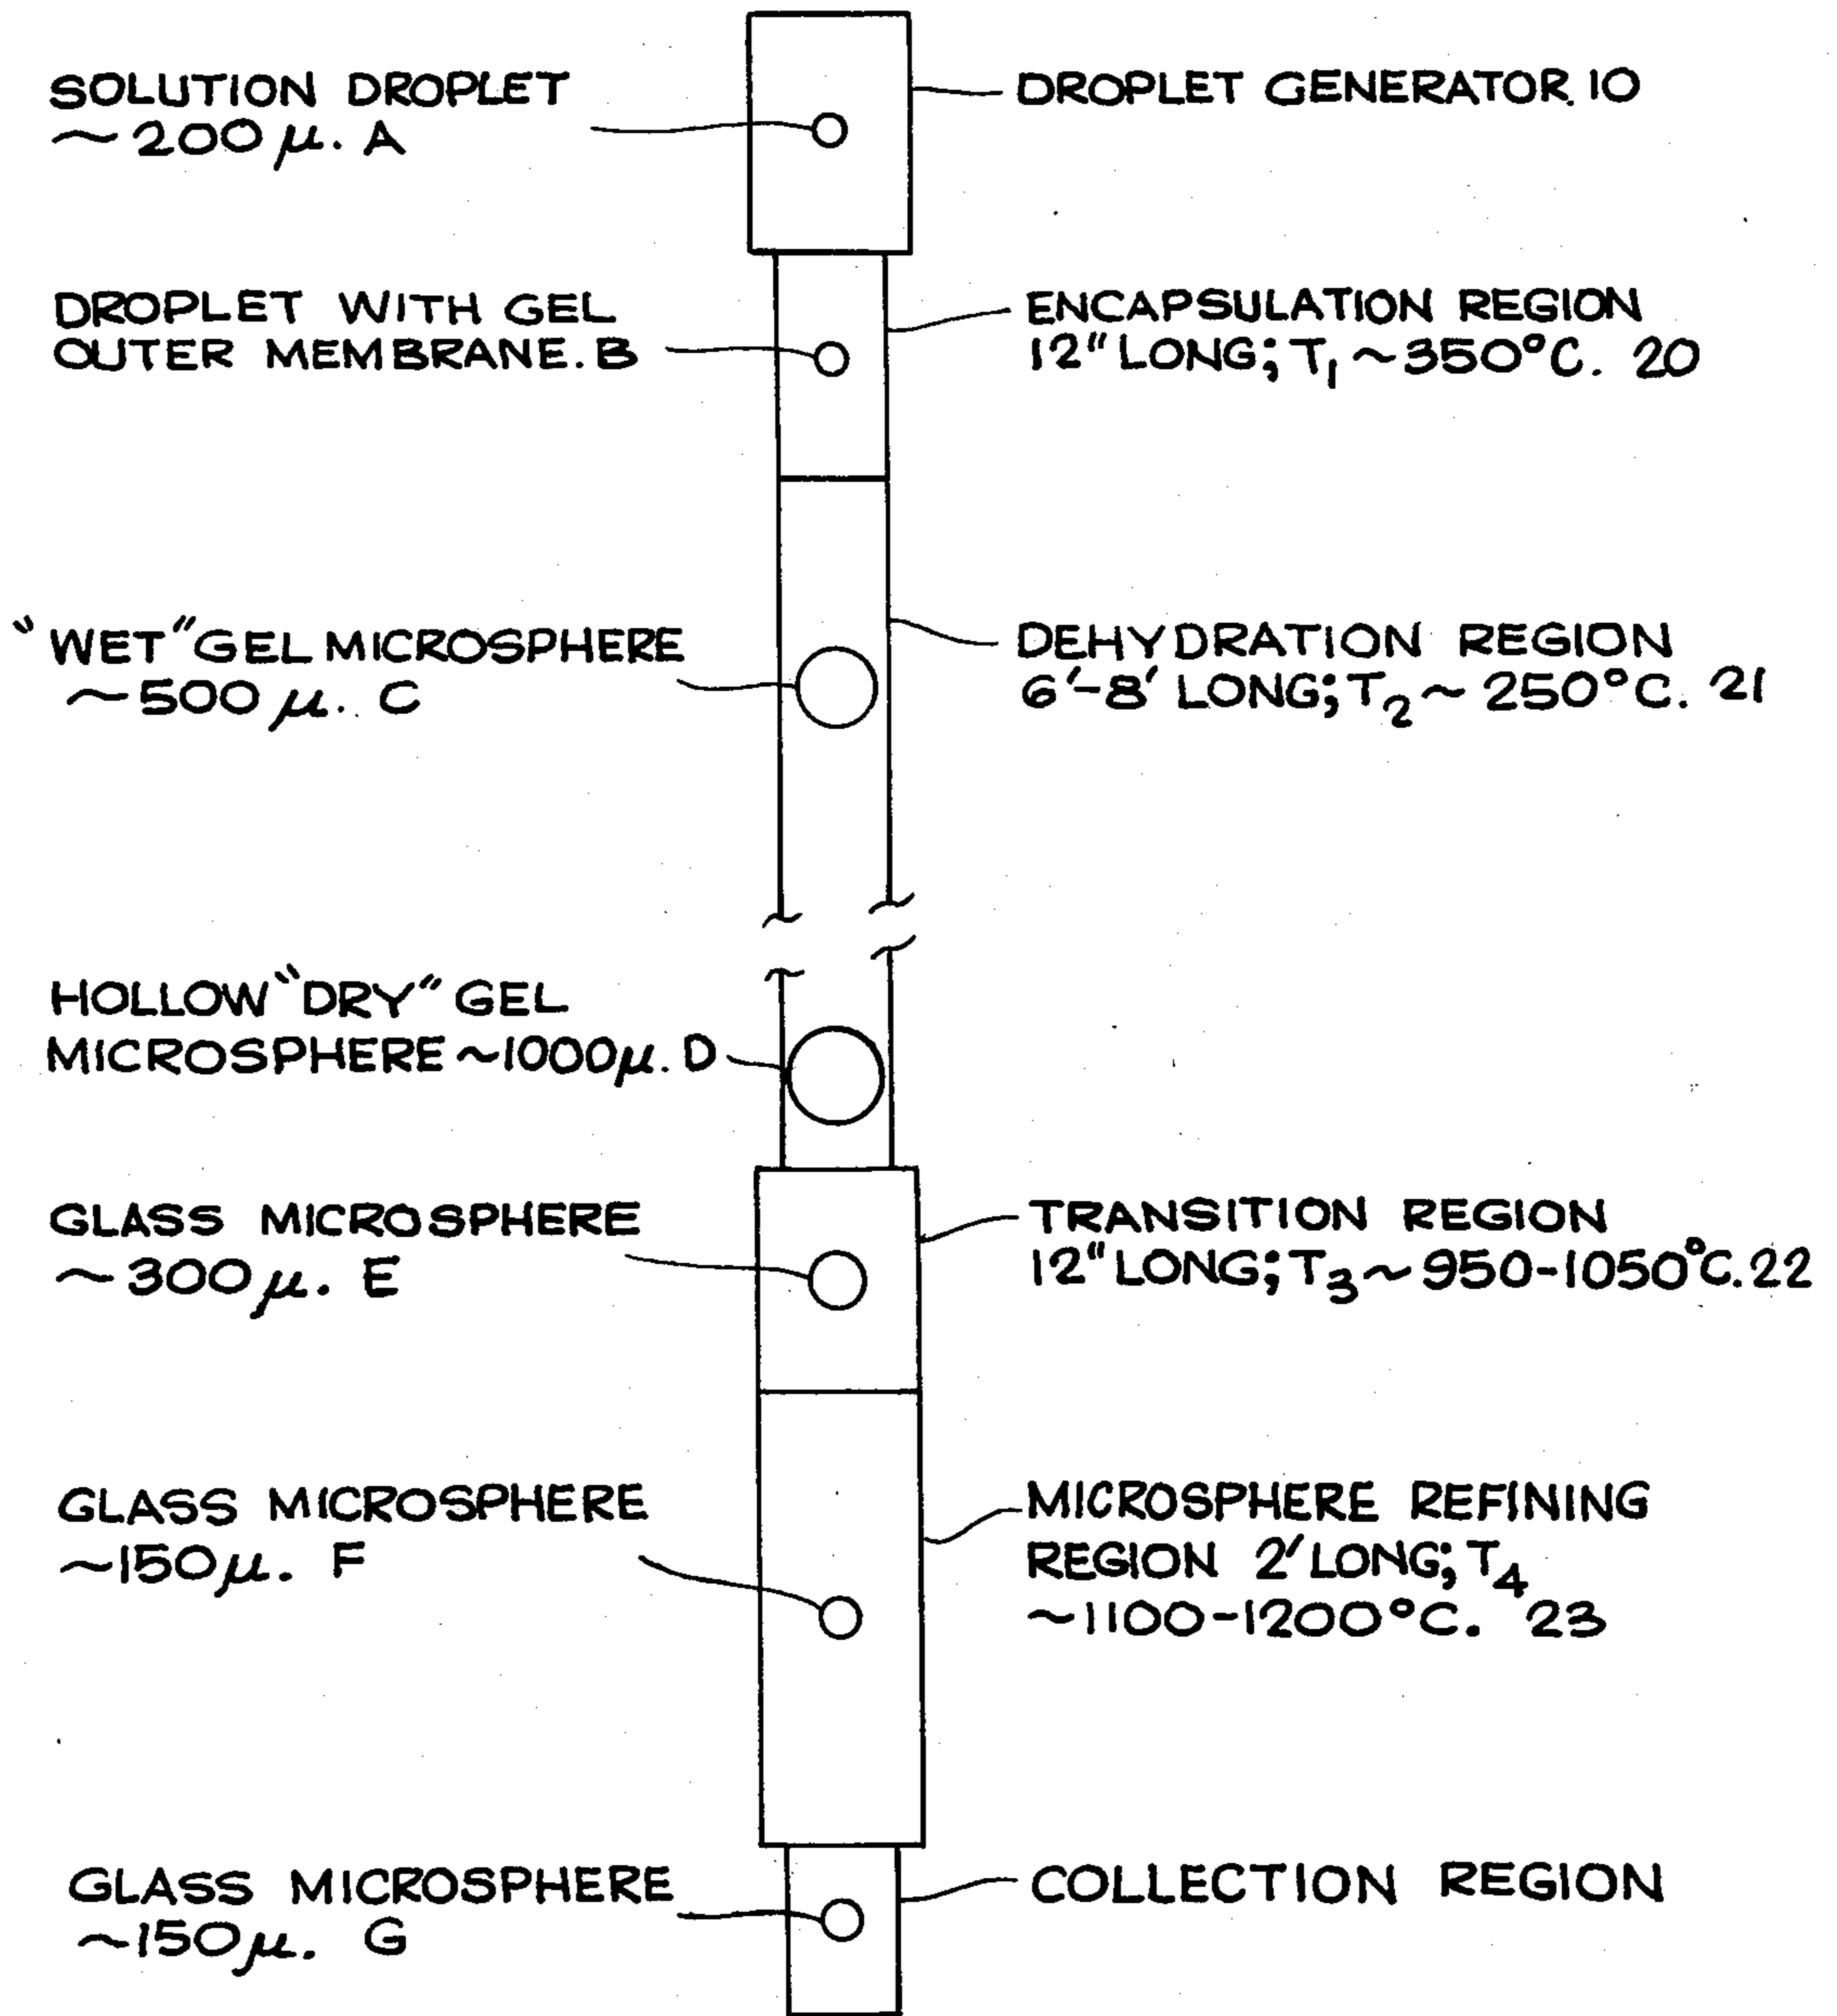 SOLUTION DROPLET
~200μ. A
DROPLET GENERATOR. 10
DROPLET WITH GEL
OUTER MEMBRANE. B
ENCAPSULATION REGION
12" LONG; T₁ ~350°C. 20
"WET" GEL MICROSPHERE
~500μ. C
DEHYDRATION REGION
6'-8' LONG; T₂ ~ 250°C. 21
HOLLOW "DRY" GEL
MICROSPHERE ~1000μ. D
GLASS MICROSPHERE
~300μ. E
TRANSITION REGION
12" LONG; T₃ ~ 950-1050°C. 22
GLASS MICROSPHERE
~150μ. F
MICROSPHERE REFINING
REGION 2' LONG; T₄
~1100-1200°C. 23
GLASS MICROSPHERE
~150μ. G
COLLECTION REGION